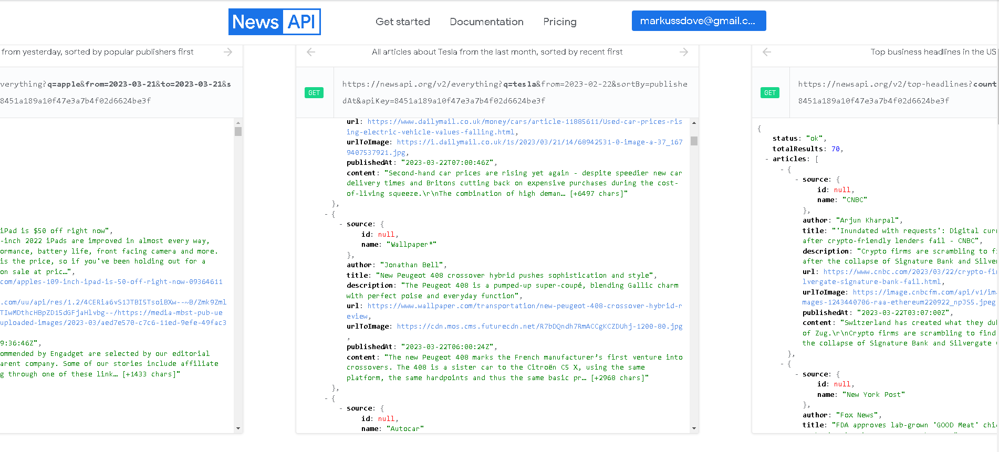 News API
Get started
Documentation
Pricing
markussdove@gmail.c...
from yesterday, sorted by popular publishers first
verything?q=apple&from=2023-03-21&to=2023-03-21&s
8451a189a10f47e3a7b4f02d6624be3f
iPad is $50 off right now",
-inch 2022 iPads are improved in almost every way,
ormance, battery life, front facing camera and more.
is the price, so if you've been holding out for a
on sale at pric…",
com/apples-109-inch-ipad-is-50-off-right-now-09364611
.com/uu/api/res/1.2/4CERia6vS1JTBI5TsoiBXw--~B/Zmk9Zml
TIwMDthcHBpZD15dGFjaHlvbg--/https://media-mbst-pub-ue
uploaded-images/2023-03/aed7e570-c7c6-11ed-9efe-49fac3
9:36:46Z",
ommended by Engadget are selected by our editorial
arent company. Some of our stories include affiliate
g through one of these link… [+1433 chars]"
All articles about Tesla from the last month, sorted by recent first
GET
https://newsapi.org/v2/everything?q=tesla&from=2023-02-22&sortBy=publishe
dAt&apiKey=8451a189a10f47e3a7b4f02d6624be3f
url: https://www.dailymail.co.uk/money/cars/article-11885611/Used-car-prices-ris
ing-electric-vehicle-values-falling.html,
urlToImage: https://i.dailymail.co.uk/1s/2023/03/21/14/68942531-0-image-a-37_167
9407537921.jpg,
publishedAt: "2023-03-22T07:00:46Z",
content: "Second-hand car prices are rising yet again - despite speedier new car
delivery times and Britons cutting back on expensive purchases during the cost-
of-living squeeze.\r\nThe combination of high deman… [+6497 chars]"
},
- {
- source: {
id: null,
name: "Wallpaper*"
},
author: "Jonathan Bell",
title: "New Peugeot 408 crossover hybrid pushes sophistication and style",
description: "The Peugeot 408 is a pumped-up super-coupé, blending Gallic charm
with perfect poise and everyday function",
url: https://www.wallpaper.com/transportation/new-peugeot-408-crossover-hybrid-r
eview,
urlToImage: https://cdn.mos.cms.futurecdn.net/R7bDQndh7RmACCgKCZDUhj-1200-80.jpg
,
publishedAt: "2023-03-22T06:00:24Z",
content: "The new Peugeot 408 marks the French manufacturer’s first venture into
crossovers. The 408 is a sister car to the Citroën C5 X, using the same
platform, the same hardpoints and thus the same basic pr… [+2968 chars]"
},
- {
- source: {
id: null,
name: "Autocar"
Top business headlines in the US
GET
https://newsapi.org/v2/top-headlines?count
8451a189a10f47e3a7b4f02d6624be3f
{
status: "ok",
totalResults: 70,
- articles: [
- {
- source: {
id: null,
name: "CNBC"
},
author: "Arjun Kharpal",
title: "'Inundated with requests': Digital curr
after crypto-friendly lenders fail - CNBC",
description: "Crypto firms are scrambling to fi
after the collapse of Signature Bank and Silver
url: https://www.cnbc.com/2023/03/22/crypto-fir
lvergate-signature-bank-fail.html,
urlToImage: https://image.cnbcfm.com/api/v1/im
mages-1243440706-raa-ethereum220922_npJS5.jpeg
publishedAt: "2023-03-22T03:07:00Z",
content: "Switzerland has created what they du
of Zug.\r\nCrypto firms are scrambling to find
the collapse of Signature Bank and Silvergate
},
- {
- source: {
id: null,
name: "New York Post"
},
author: "Fox News",
title: "FDA approves lab-grown 'GOOD Meat' chi